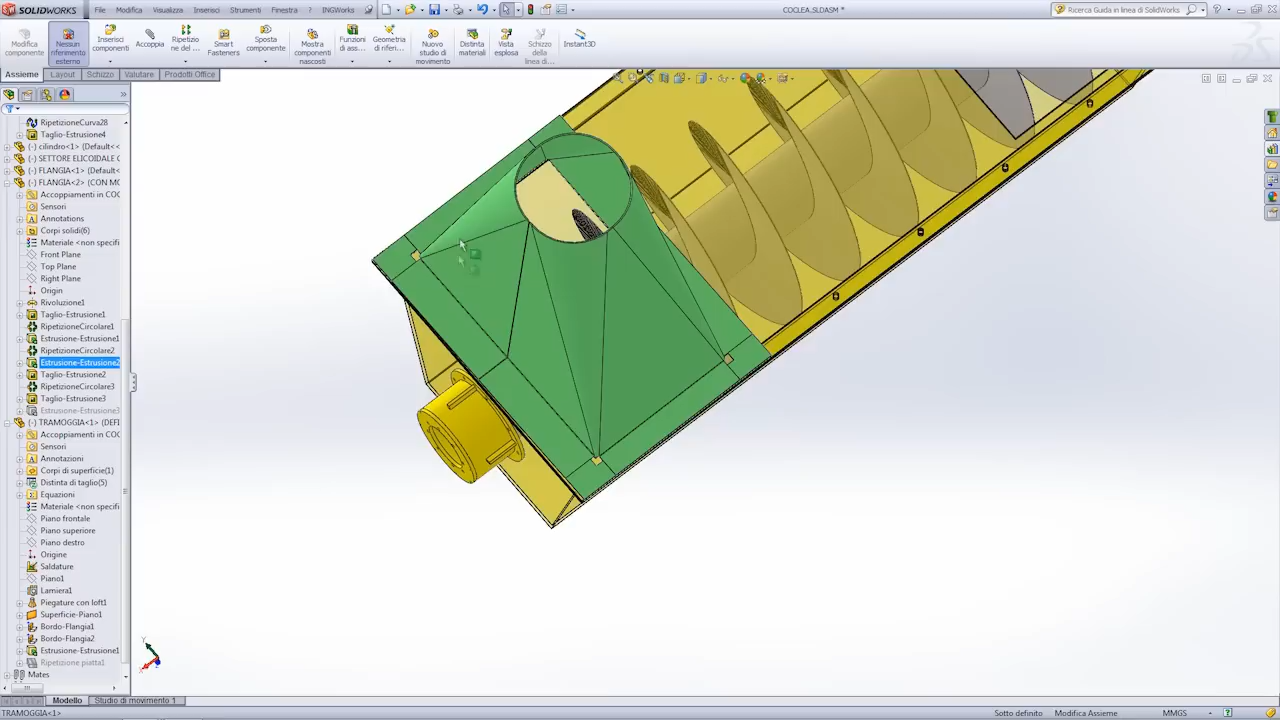 SOLIDWORKS
File Modifica Visualizza Inserisci Strumenti Finestra ? INGWorks
COCLEA.SLDASM *
Ricerca Guida in linea di SolidWorks
Modifica componente
Nessun riferimento esterno
Inserisci componenti
Accoppia
Ripetizio ne del ...
Smart Fasteners
Sposta componente
Mostra componenti nascosti
Funzioni di ass...
Geometria di riferi...
Nuovo studio di movimento
Distinta materiali
Vista esplosa
Schizzo della linea di...
Instant3D
Assieme Layout Schizzo Valutare Prodotti Office
RipetizioneCurva28
Taglio-Estrusione4
(-) cilindro<1> (Default<<
(-) SETTORE ELICOIDALE C
(-) FLANGIA<1> (Default<
(-) FLANGIA<2> (CON MO
Accoppiamenti in COC
Sensori
Annotations
Corpi solidi(6)
Materiale <non specifi
Front Plane
Top Plane
Right Plane
Origin
Rivoluzione1
Taglio-Estrusione1
RipetizioneCircolare1
Estrusione-Estrusione1
RipetizioneCircolare2
Estrusione-Estrusione2
Taglio-Estrusione2
RipetizioneCircolare3
Taglio-Estrusione3
Estrusione-Estrusione3
(-) TRAMOGGIA<1> (DEFI
Accoppiamenti in COC
Sensori
Annotazioni
Corpi di superficie(1)
Distinta di taglio(5)
Equazioni
Materiale <non specifi
Piano frontale
Piano superiore
Piano destro
Origine
Saldature
Piano1
Lamiera1
Piegature con loft1
Superficie-Piano1
Bordo-Flangia1
Bordo-Flangia2
Estrusione-Estrusione1
Ripetizione piatta1
Mates
Modello Studio di movimento 1
TRAMOGGIA<1>
Sotto definito Modifica Assieme MMGS